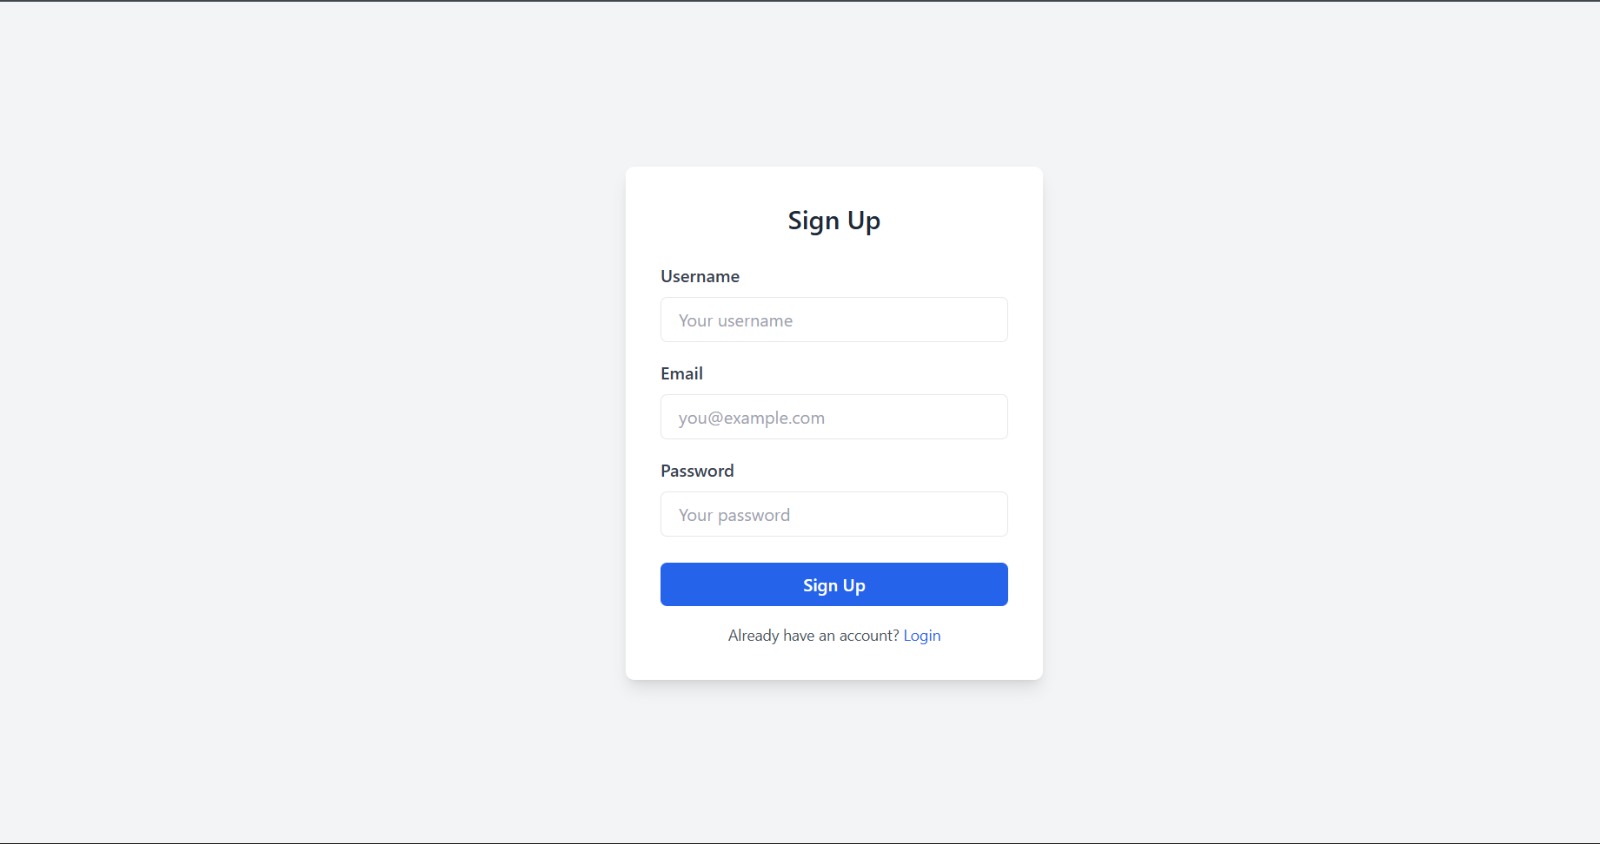 Sign Up
Username
Your username
Email
you@example.com
Password
Your password
Sign Up
Already have an account? Login